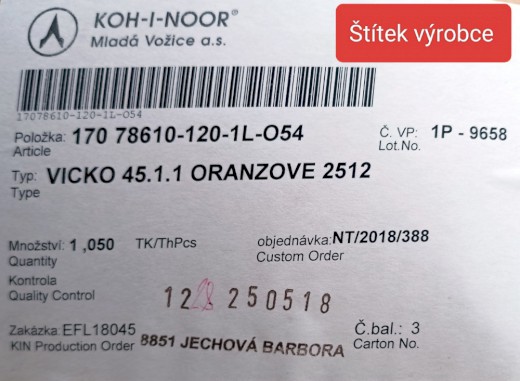 KOH-I-NOOR®
Mladá Vožice a.s.
Štítek výrobce
17078610-120-1L-O54
Položka: 170 78610-120-1L-O54 Č. VP: 1P - 9658
Article Lot.No.
Typ: VICKO 45.1.1 ORANZOVE 2512
Type
Množství: 1 ,050 TK/ThPcs objednávka:NT/2018/388
Quantity Custom Order
Kontrola
Quality Control 12 250518
Zakázka: EFL18045 Č.bal.: 3
KIN Production Order 8851 JECHOVÁ BARBORA Carton No.